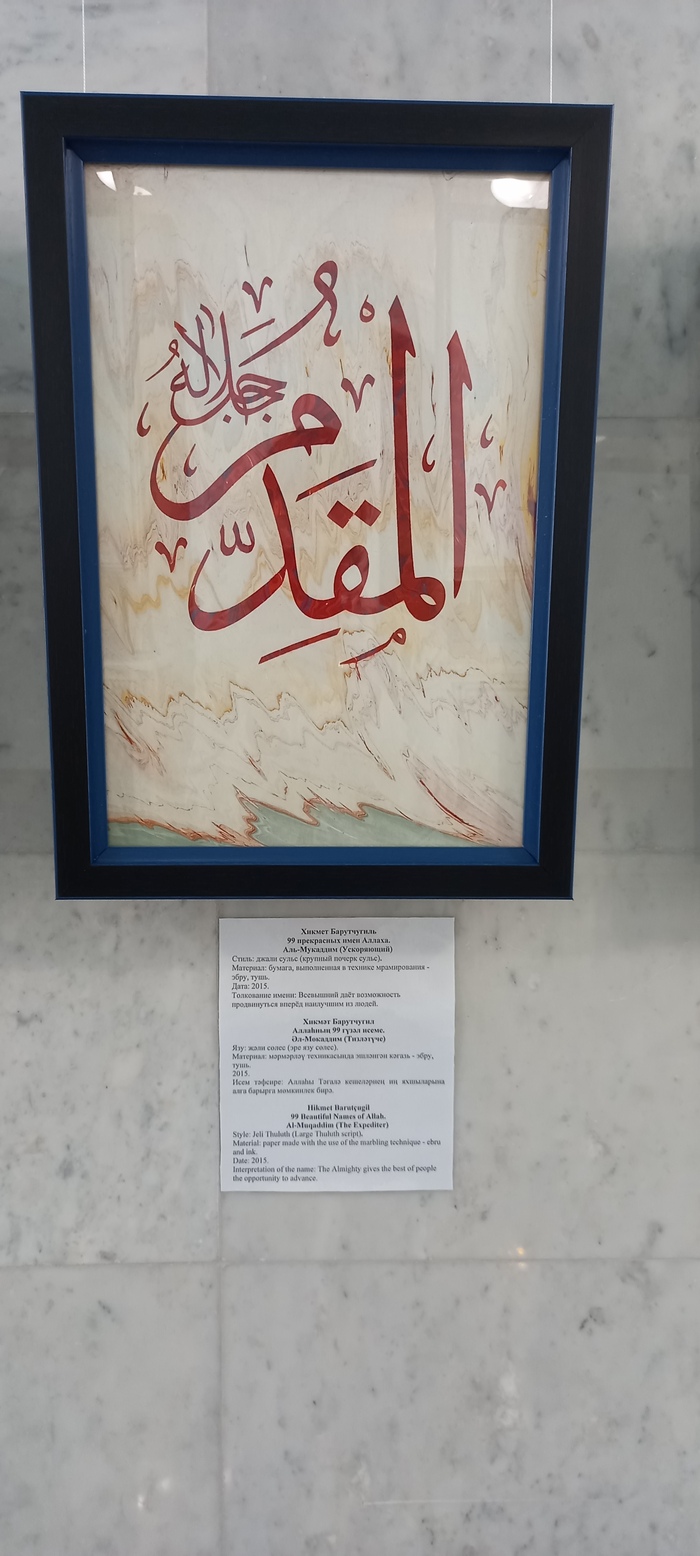 المقدّم
جل جلاله
Хикмет Барутчугиль
99 прекрасных имен Аллаха.
Аль-Мукаддим (Ускоряющий)
Стиль: джали сульс (крупный почерк сульс).
Материал: бумага, выполненная в технике мрамирования -
эбру, тушь.
Дата: 2015.
Толкование имени: Всевышний даёт возможность
продвинуться вперёд наилучшим из людей.
Хикмәт Барутчугил
Аллаһның 99 гүзәл исеме.
Әл-Мөкаддим (Тизләтүче)
Язу: җәли сөлес (эре язу сөлес).
Материал: мәрмәрләү техникасында эшләнгән кәгазь - эбру,
тушь.
2015.
Исем тәфсире: Аллаһы Тәгалә кешеләрнең иң яхшыларына
алга барырга мөмкинлек бирә.
Hikmet Barutçugil
99 Beautiful Names of Allah.
Al-Muqaddim (The Expediter)
Style: Jeli Thuluth (Large Thuluth script).
Material: paper made with the use of the marbling technique - ebru
and ink.
Date: 2015.
Interpretation of the name: The Almighty gives the best of people
the opportunity to advance.